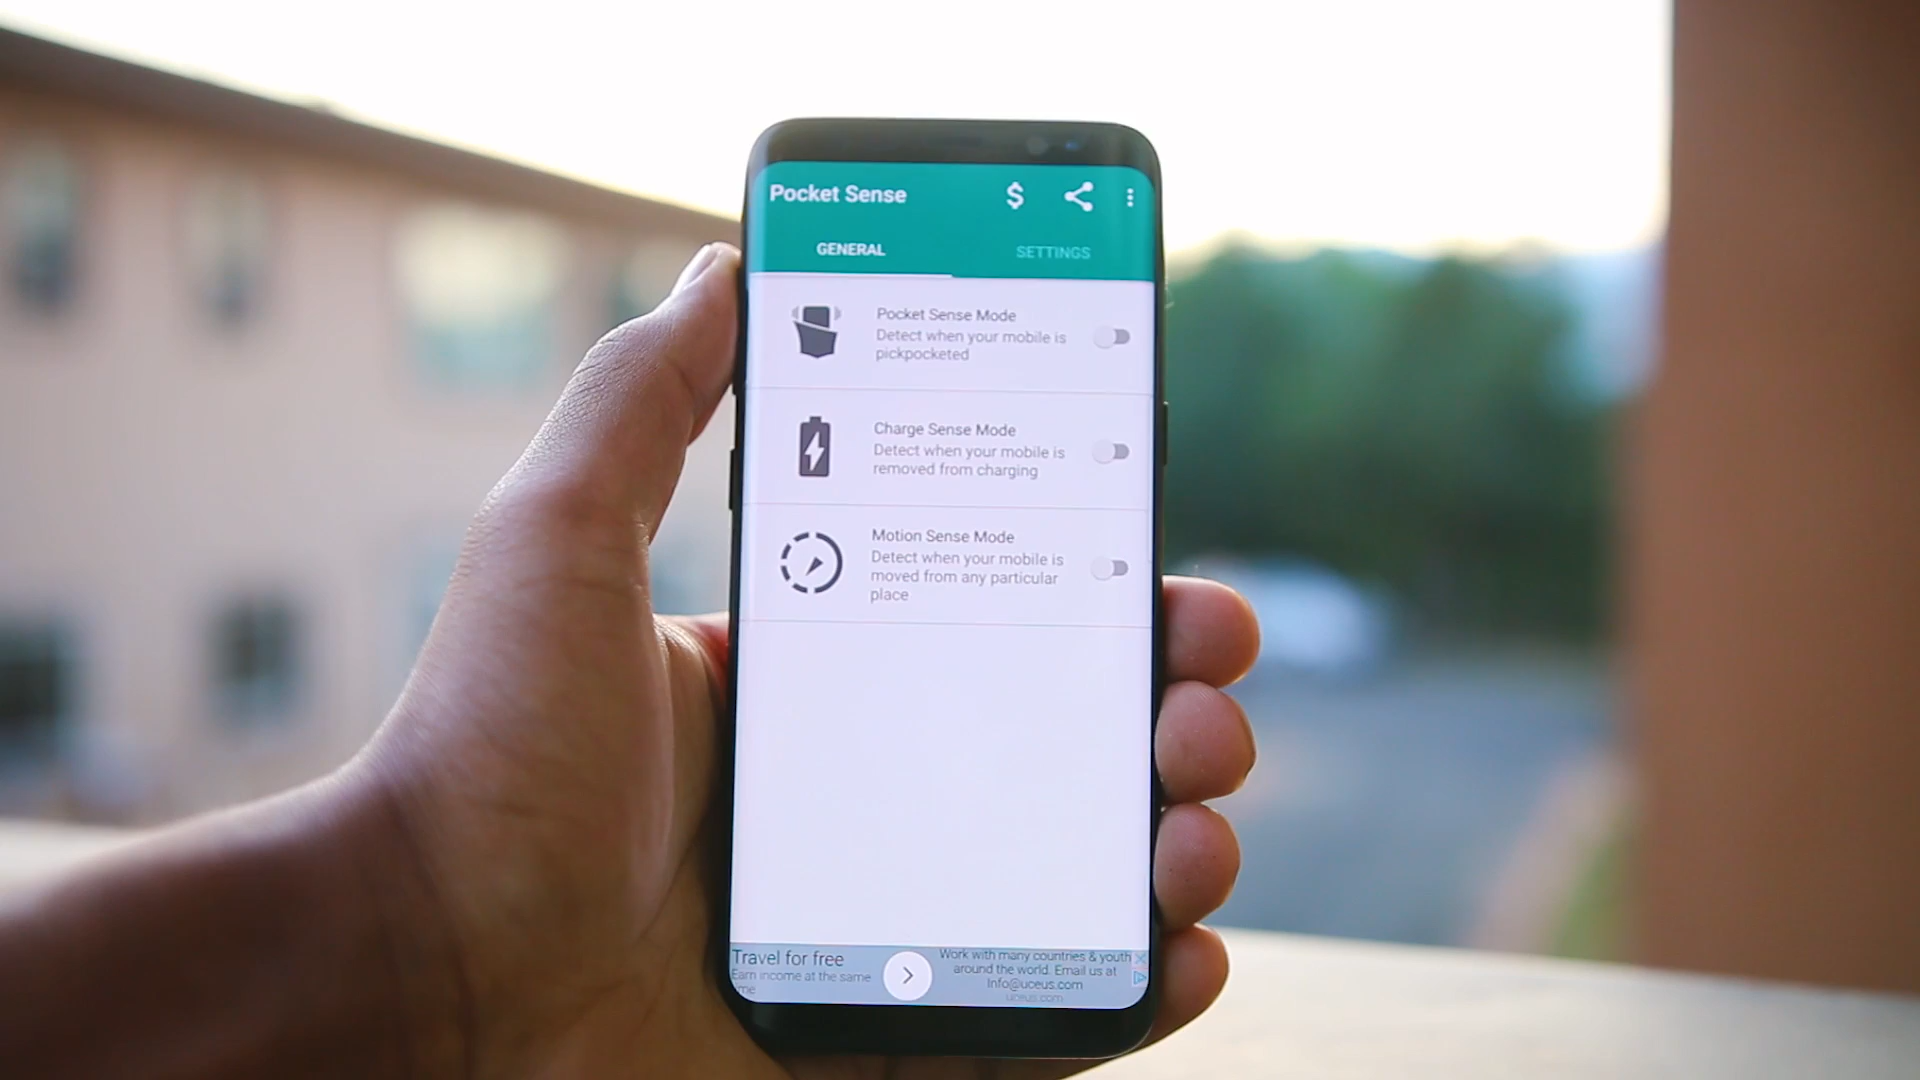 Pocket Sense
GENERAL
SETTINGS
Pocket Sense Mode
Detect when your mobile is
pickpocketed
Charge Sense Mode
Detect when your mobile is
removed from charging
Motion Sense Mode
Detect when your mobile is
moved from any particular
place
Travel for free
Earn income at the same
Work with many countries & youth
around the world. Email us at
Info@uceus.com
uceus.com